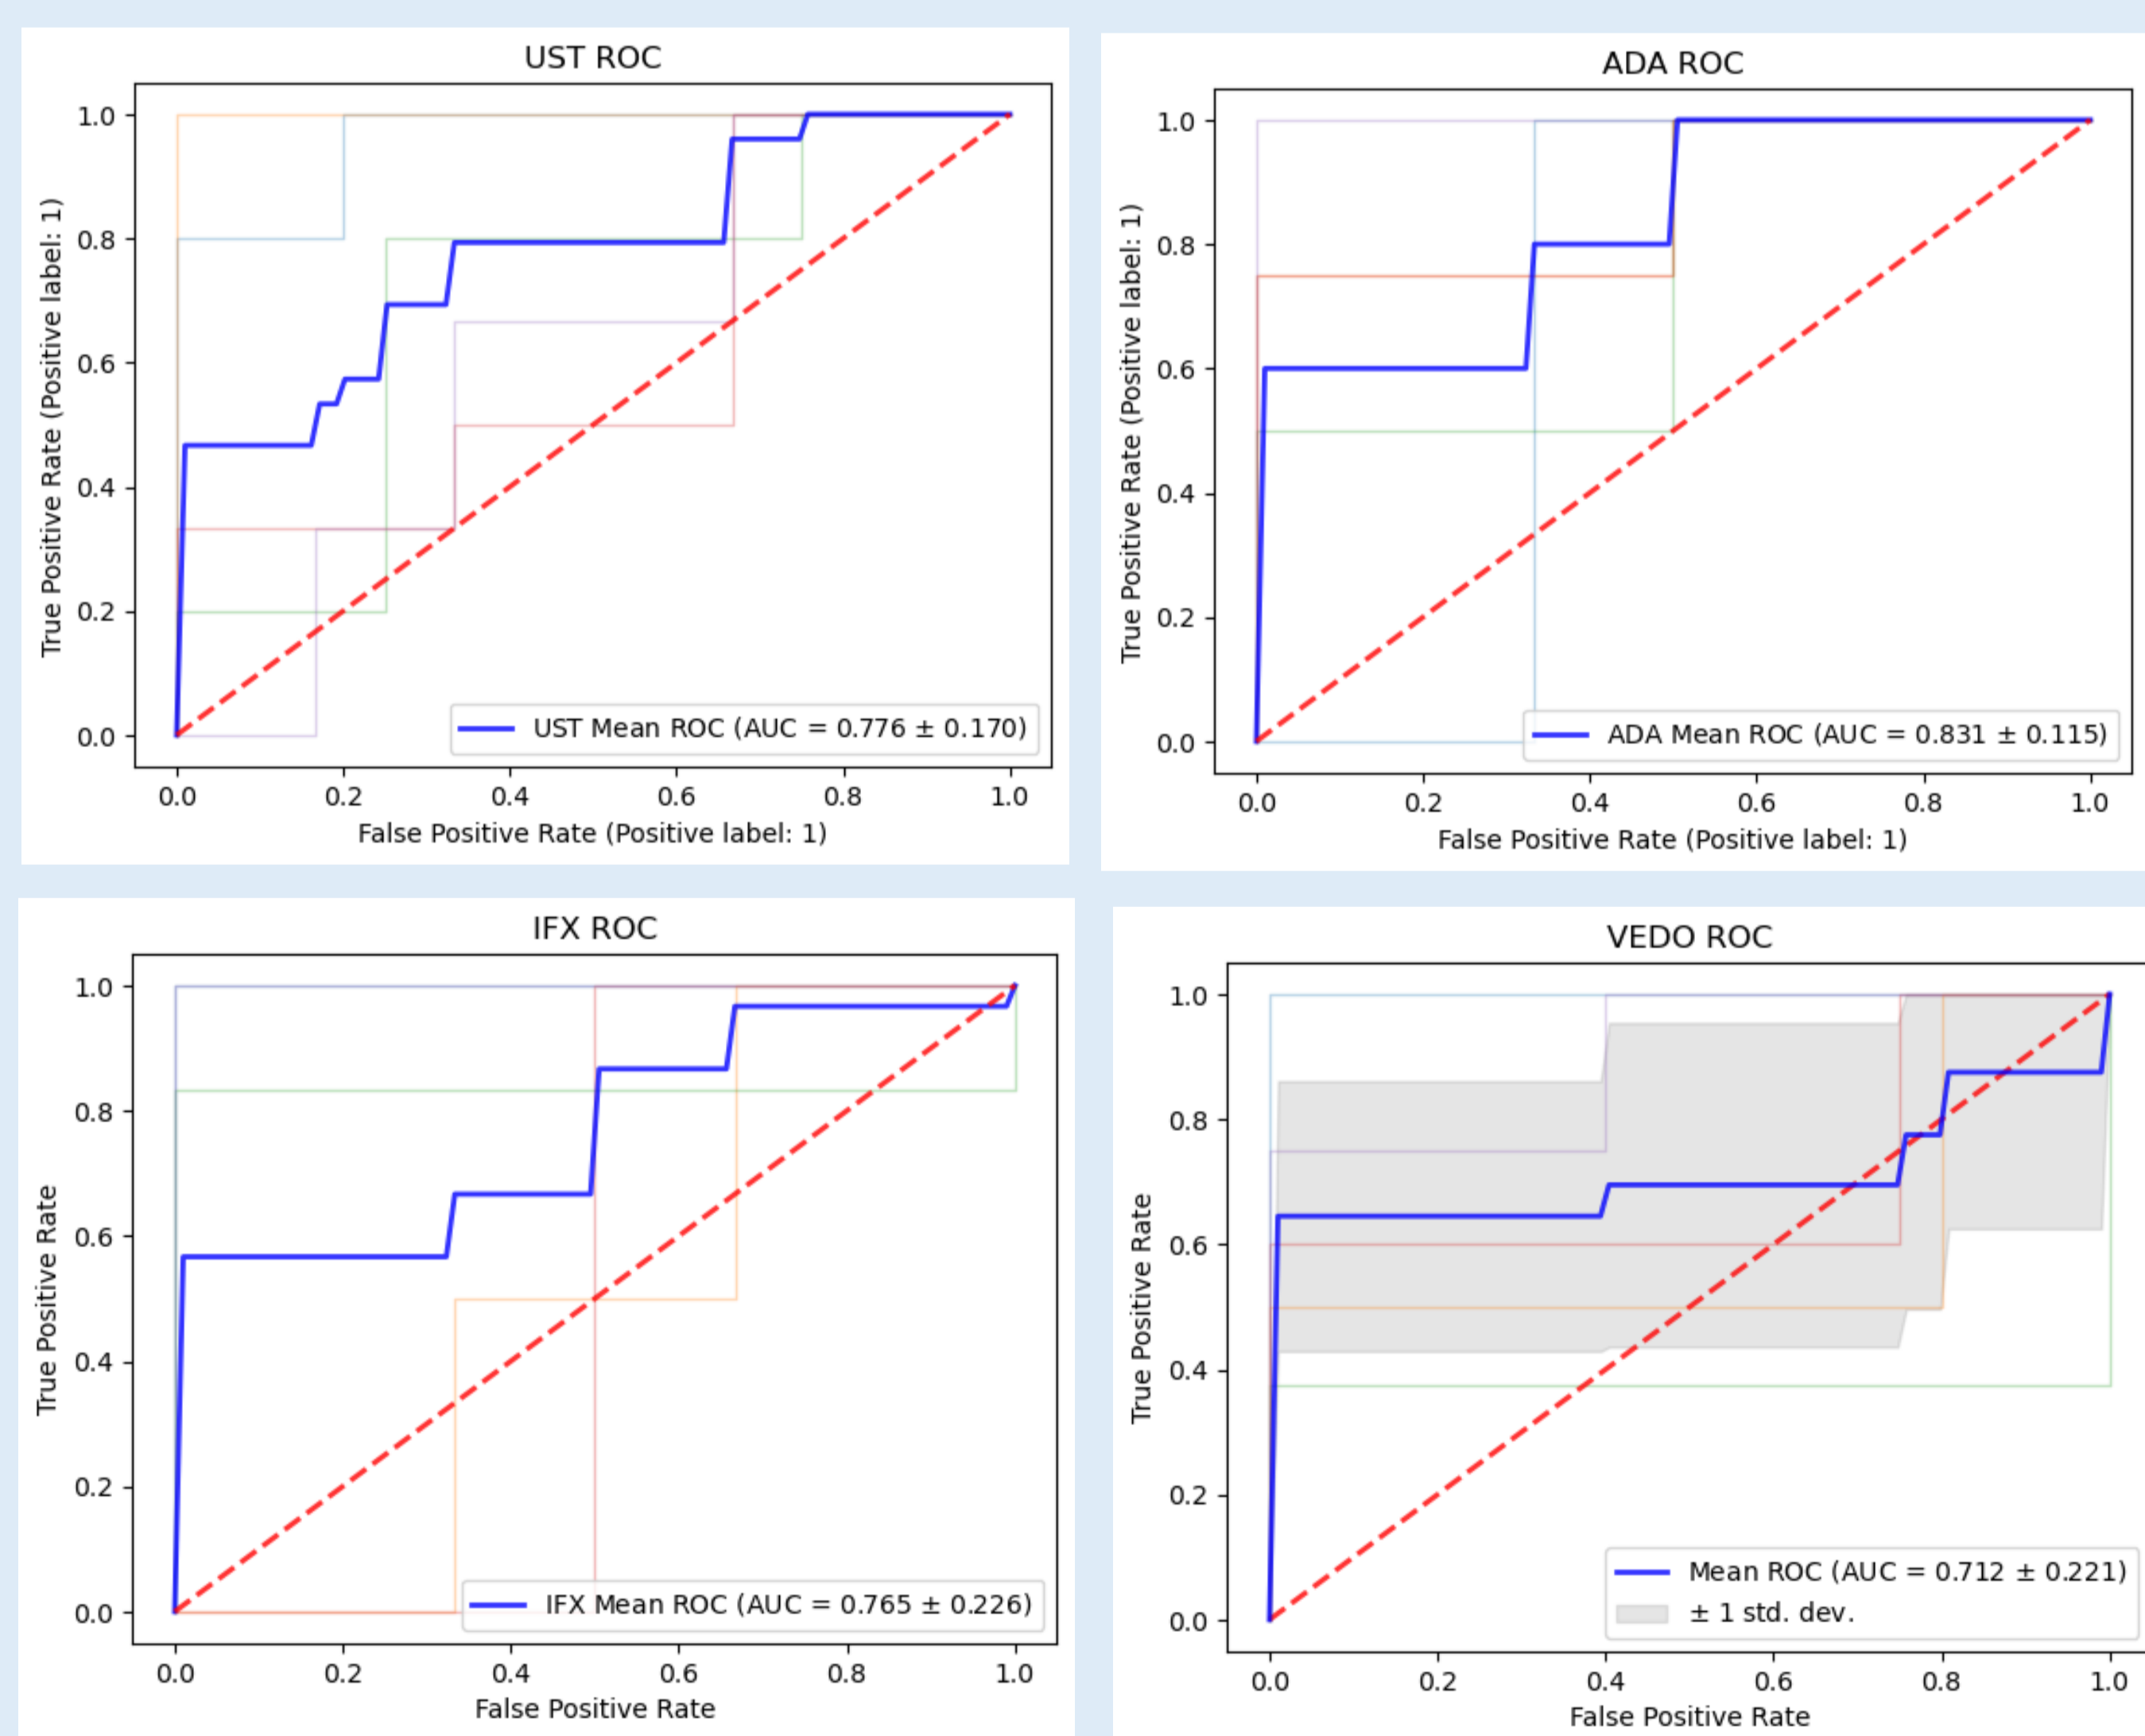 UST ROC
1.0
0.8
0.6
0.4
0.2
0.0
True Positive Rate (Positive label: 1)
UST Mean ROC (AUC = 0.776 ± 0.170)
0.0 0.2 0.4 0.6 0.8 1.0
False Positive Rate (Positive label: 1)
ADA ROC
1.0
0.8
0.6
0.4
0.2
0.0
True Positive Rate (Positive label: 1)
ADA Mean ROC (AUC = 0.831 ± 0.115)
0.0 0.2 0.4 0.6 0.8 1.0
False Positive Rate (Positive label: 1)
IFX ROC
1.0
0.8
0.6
0.4
0.2
0.0
True Positive Rate
IFX Mean ROC (AUC = 0.765 ± 0.226)
0.0 0.2 0.4 0.6 0.8 1.0
False Positive Rate
VEDO ROC
1.0
0.8
0.6
0.4
0.2
0.0
True Positive Rate
Mean ROC (AUC = 0.712 ± 0.221)
± 1 std. dev.
0.0 0.2 0.4 0.6 0.8 1.0
False Positive Rate